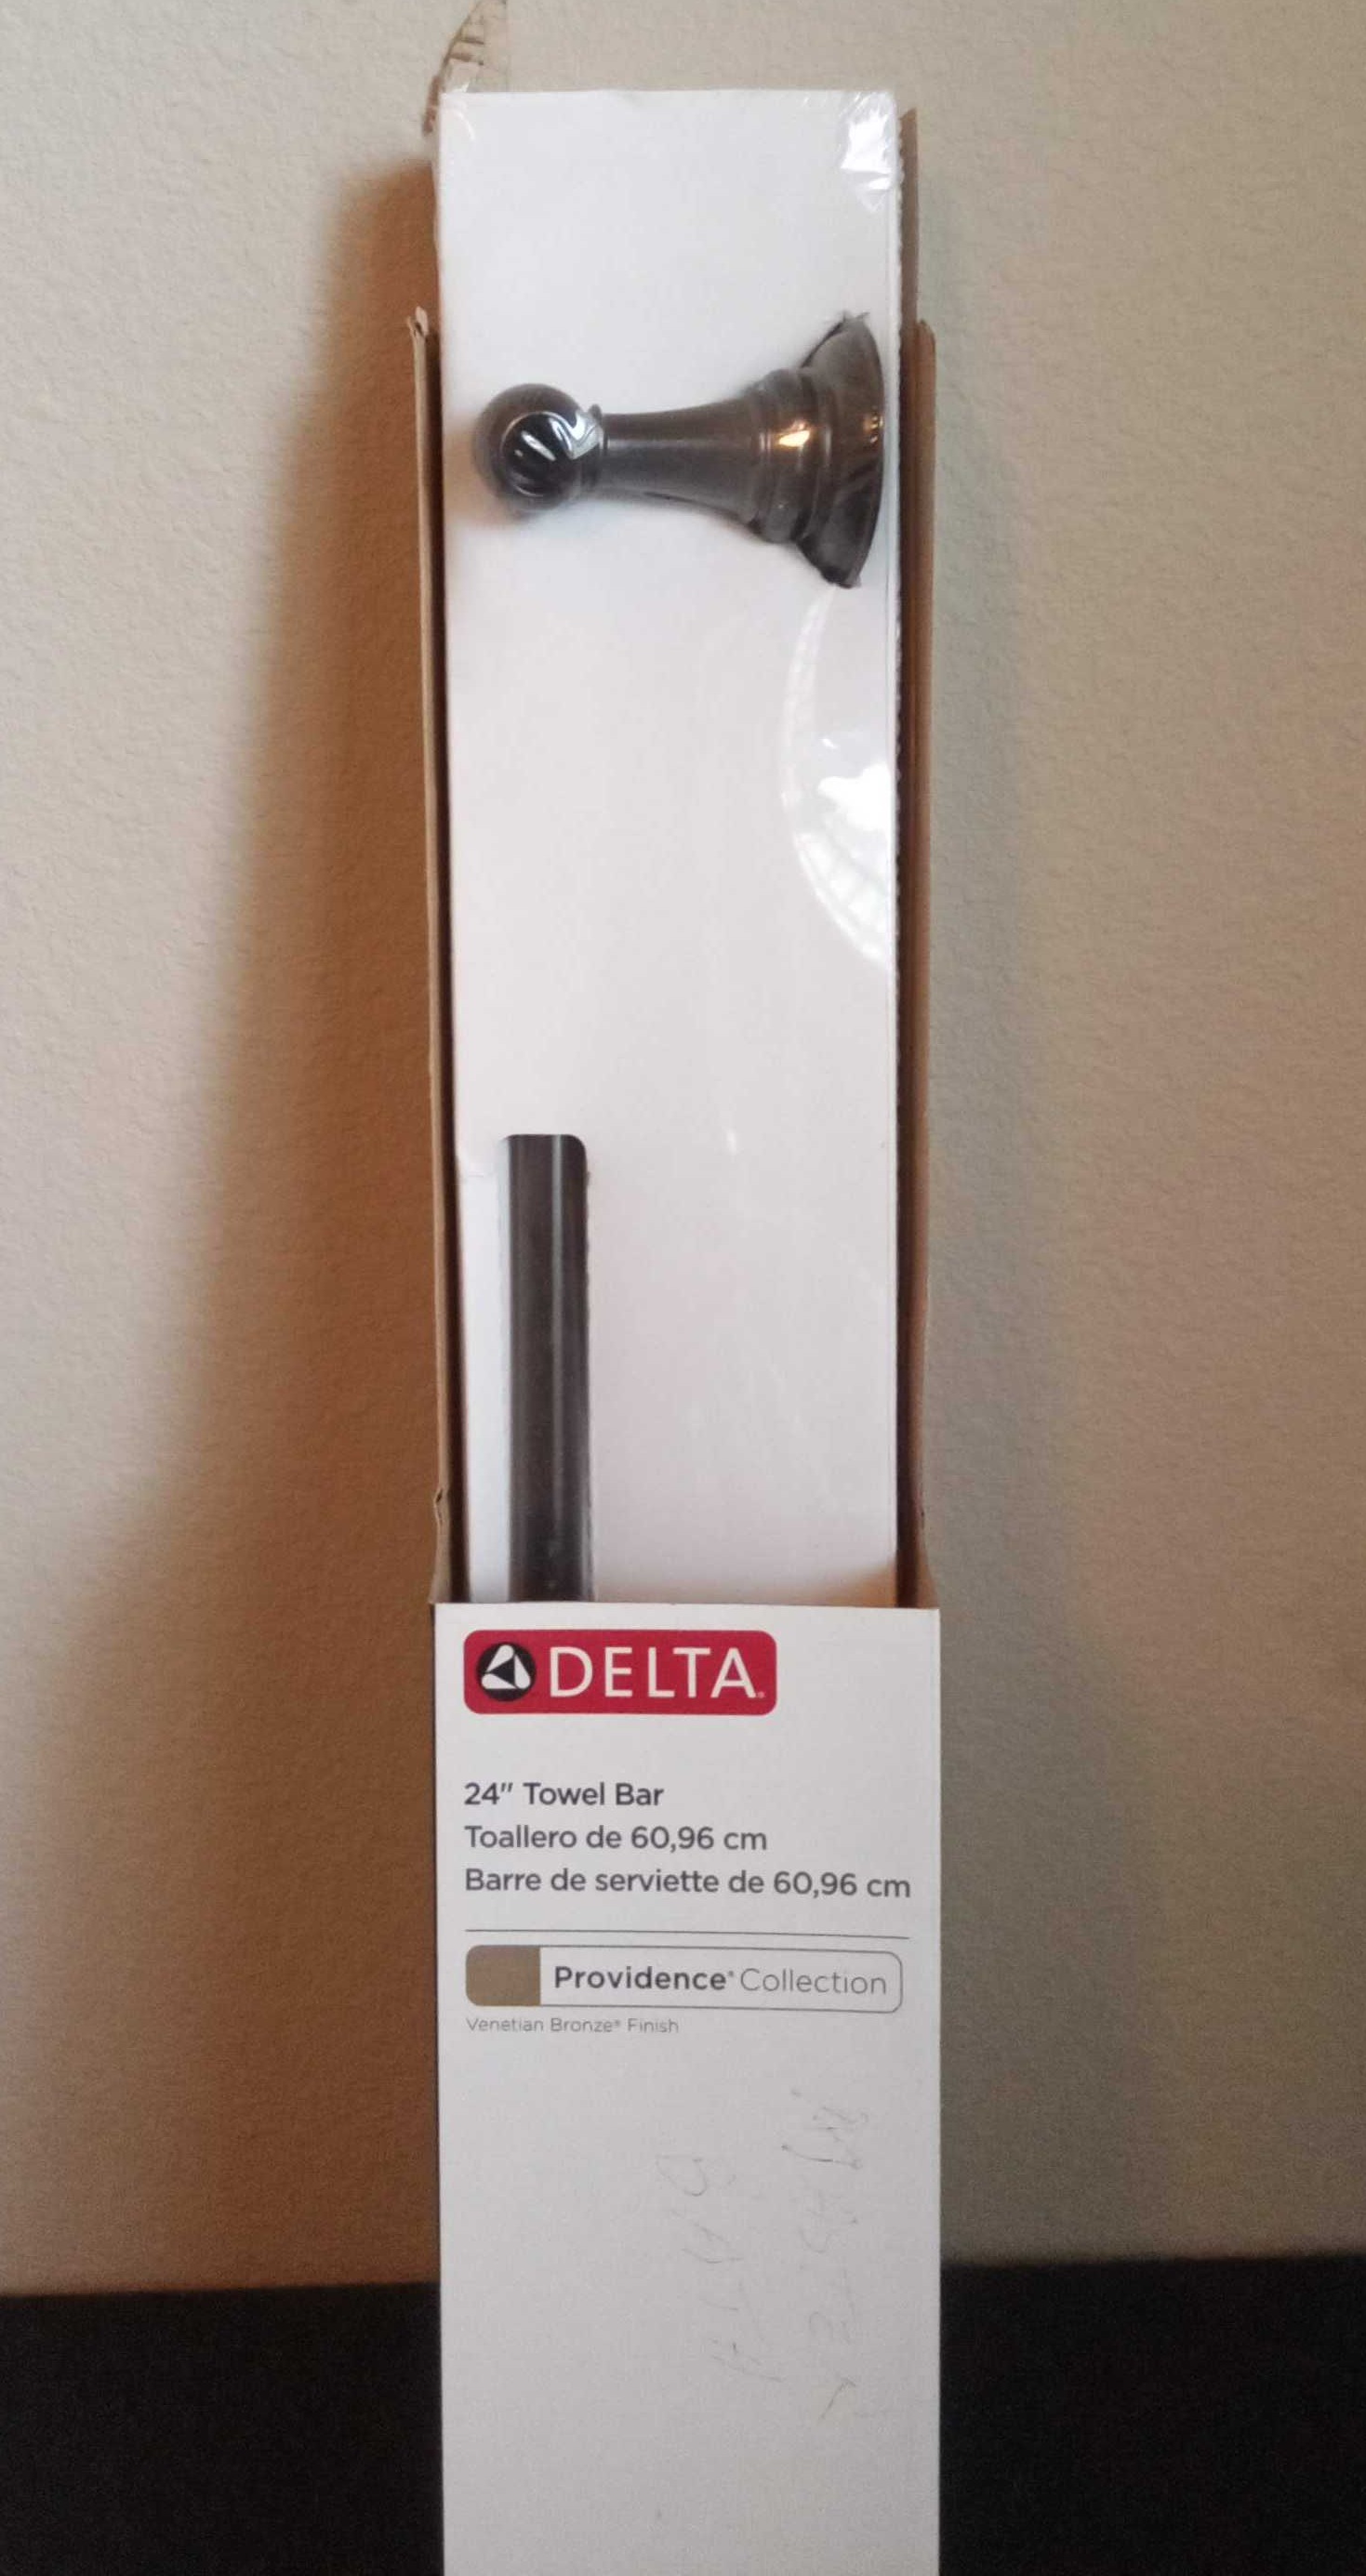 DELTA®
24" Towel Bar
Toallero de 60,96 cm
Barre de serviette de 60,96 cm
Providence® Collection
Venetian Bronze® Finish